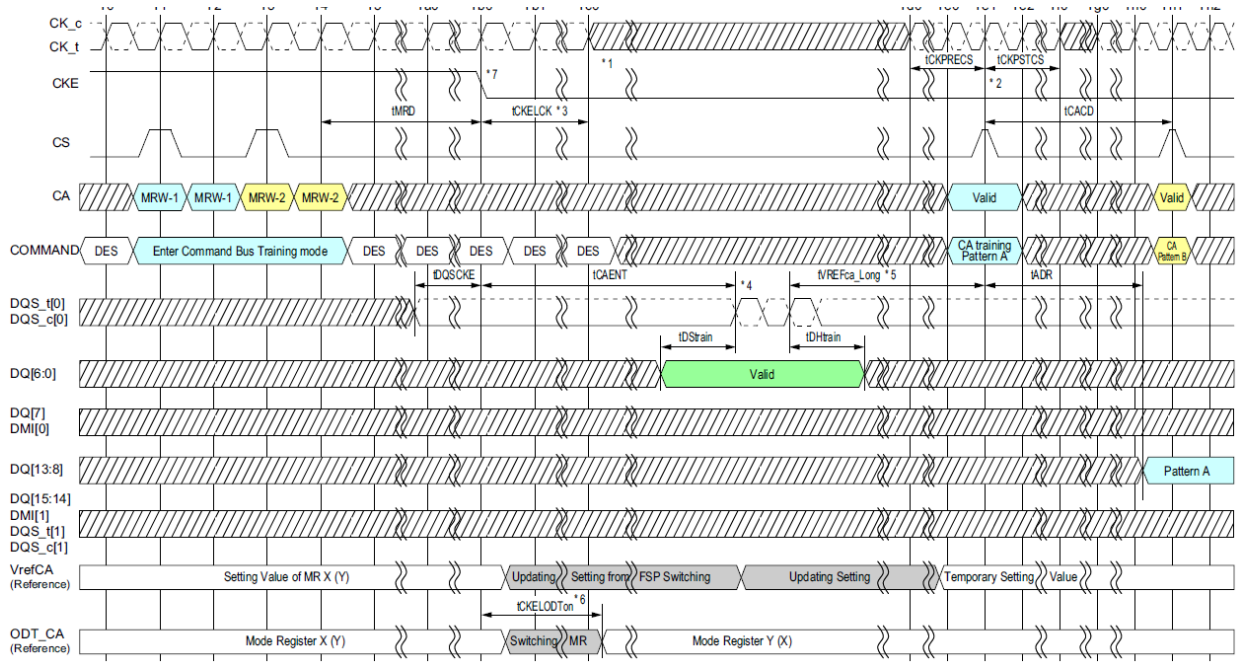 CK_c
CK_t
*1
tCKPRECS
tCKPSTCS
CKE
*7
*2
tMRD
tCKELCK *3
tCACD
CS
CA
MRW-1
MRW-1
MRW-2
MRW-2
Valid
Valid
COMMAND
DES
Enter Command Bus Training mode
DES
DES
DES
DES
DES
CA training Pattern A
CA Pattern B
tDQSCKE
tCAENT
*4
tVREFca_Long *5
tADR
DQS_t[0]
DQS_c[0]
tDStrain
tDHtrain
DQ[6:0]
Valid
DQ[7]
DMI[0]
DQ[13:8]
Pattern A
DQ[15:14]
DMI[1]
DQS_t[1]
DQS_c[1]
VrefCA
(Reference)
Setting Value of MR X (Y)
Updating Setting from FSP Switching
Updating Setting
Temporary Setting Value
tCKELODTon *6
ODT_CA
(Reference)
Mode Register X (Y)
Switching MR
Mode Register Y (X)